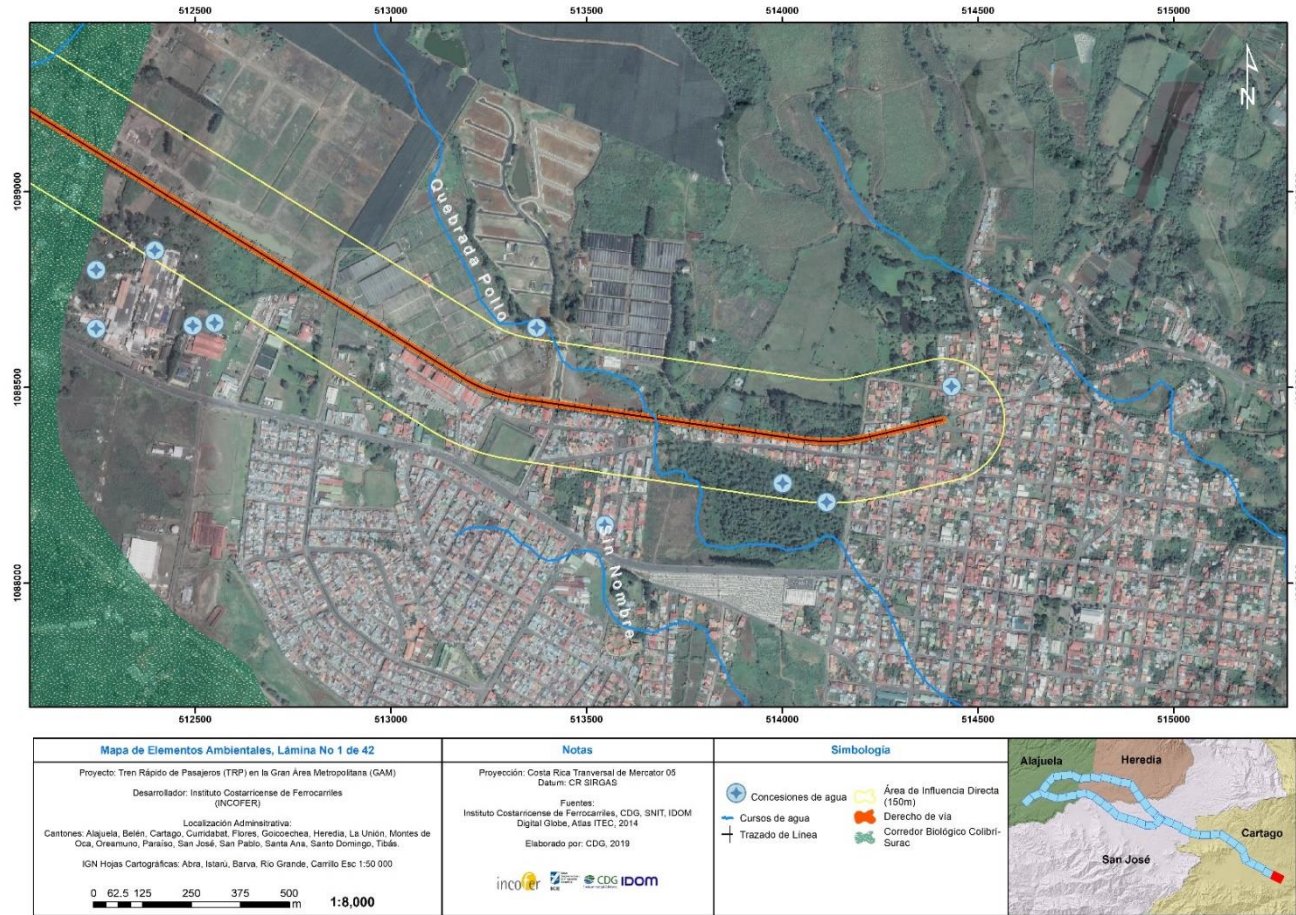 512500 513000 513500 514000 514500 515000
N
1089000
1088500
1088000
Quebrada Pollo
Sin Nombre
512500 513000 513500 514000 514500 515000
Mapa de Elementos Ambientales, Lámina No 1 de 42
Proyecto: Tren Rápido de Pasajeros (TRP) en la Gran Área Metropolitana (GAM)
Desarrollador: Instituto Costarricense de Ferrocarriles
(INCOFER)
Localización Adminsitrativa:
Cantones: Alajuela, Belén, Cartago, Curridabat, Flores, Goicoechea, Heredia, La Unión, Montes de
Oca, Oreamuno, Paraíso, San José, San Pablo, Santa Ana, Santo Domingo, Tibás.
IGN Hojas Cartográficas: Abra, Istarú, Barva, Rio Grande, Carrillo Esc 1:50 000
0 62.5 125 250 375 500
m
1:8,000
Notas
Proyección: Costa Rica Tranversal de Mercator 05
Datum: CR SIRGAS
Fuentes:
Instituto Costarricense de Ferrocarriles, CDG, SNIT, IDOM
Digital Globe, Atlas ITEC, 2014
Elaborado por: CDG, 2019
incofer
CDG
IDOM
Simbología
Concesiones de agua
Cursos de agua
Trazado de Línea
Área de Influencia Directa
(150m)
Derecho de vía
Corredor Biológico Colibrí-
Surac
Alajuela
Heredia
San José
Cartago